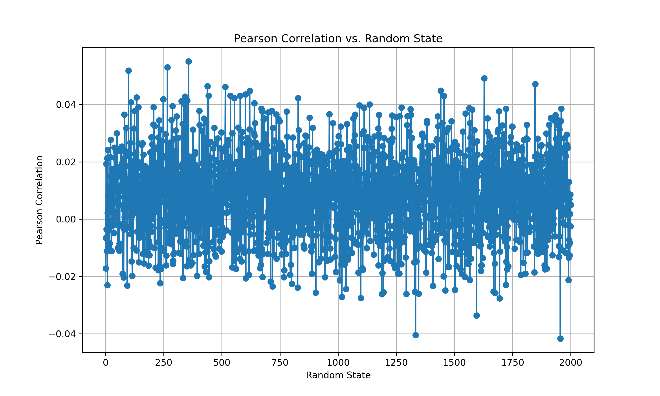 Pearson Correlation vs. Random State
0.04
0.02
0.00
−0.02
−0.04
Pearson Correlation
0 250 500 750 1000 1250 1500 1750 2000
Random State